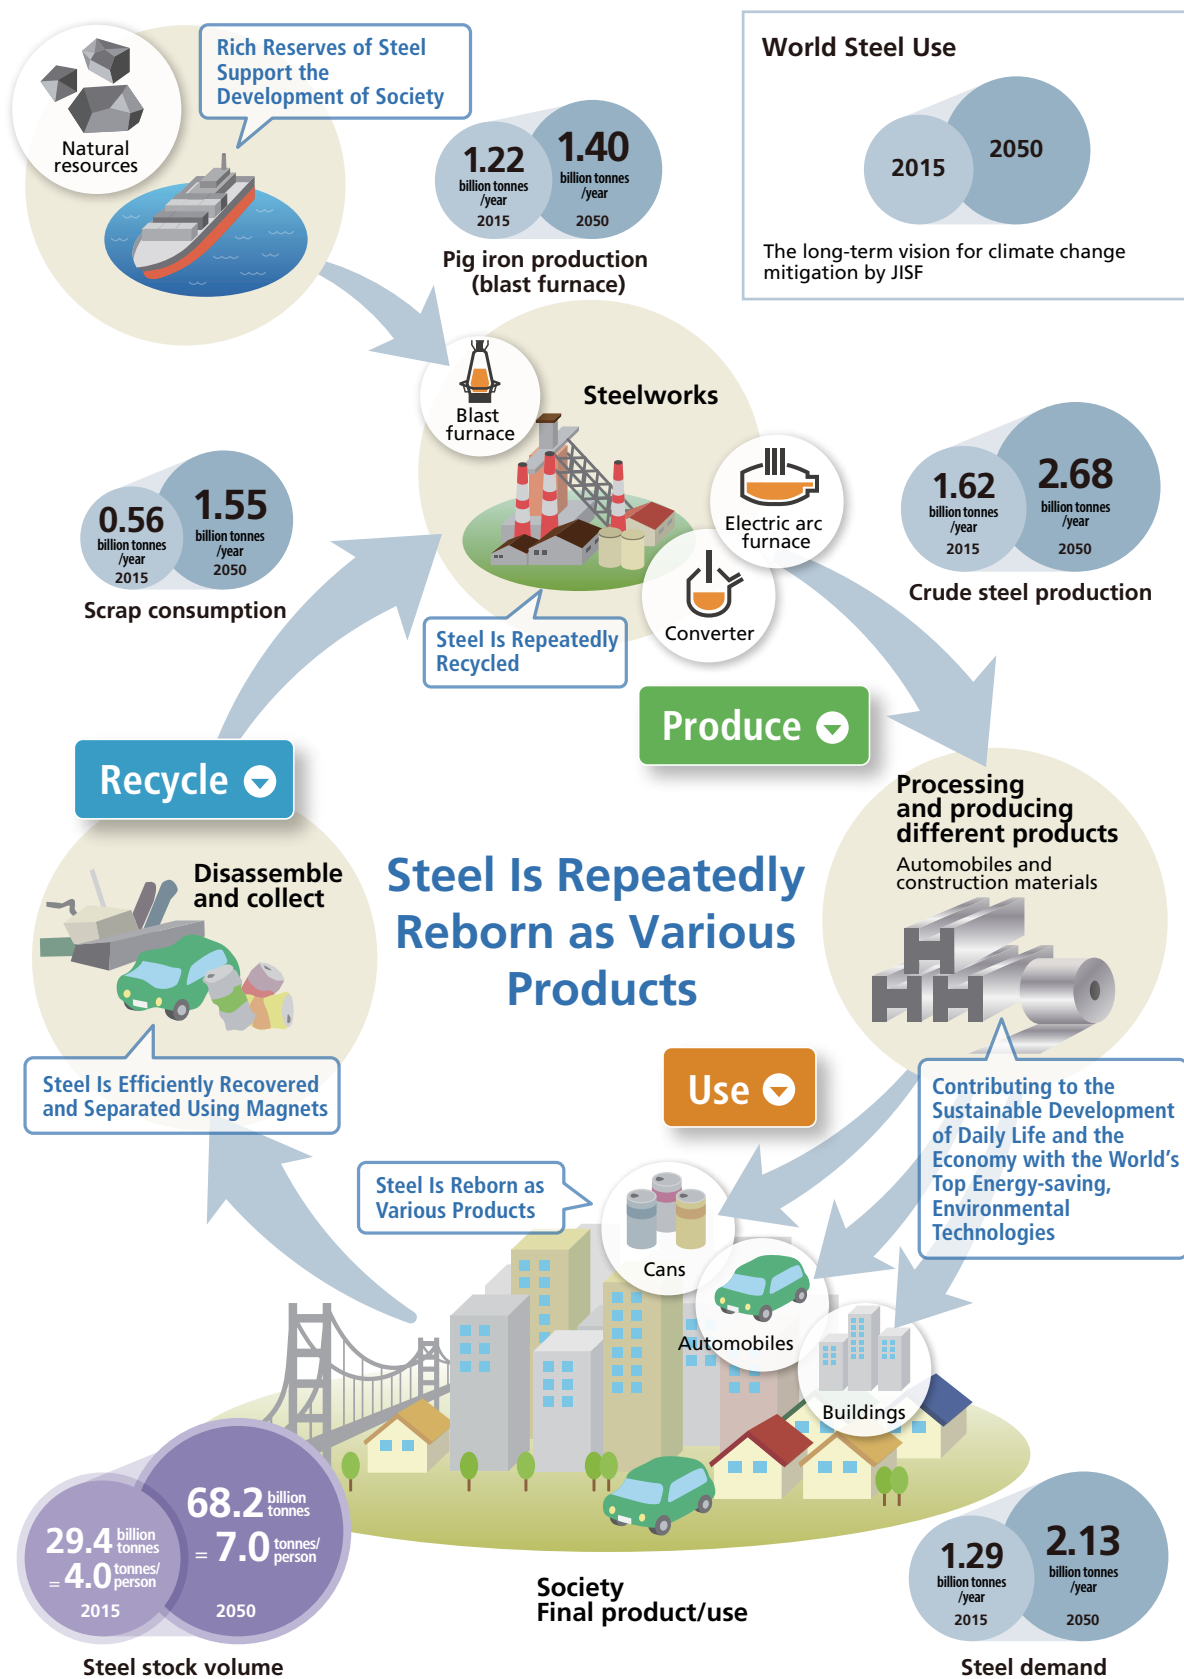 Rich Reserves of Steel
Support the
Development of Society
Natural
resources
World Steel Use
2015
2050
The long-term vision for climate change
mitigation by JISF
1.22
billion tonnes
/year
2015
1.40
billion tonnes
/year
2050
Pig iron production
(blast furnace)
Blast
furnace
Steelworks
Electric arc
furnace
Converter
Steel Is Repeatedly
Recycled
0.56
billion tonnes
/year
2015
1.55
billion tonnes
/year
2050
Scrap consumption
1.62
billion tonnes
/year
2015
2.68
billion tonnes
/year
2050
Crude steel production
Produce
Recycle
Processing
and producing
different products
Automobiles and
construction materials
Disassemble
and collect
Steel Is Repeatedly
Reborn as Various
Products
Steel Is Efficiently Recovered
and Separated Using Magnets
Use
Contributing to the
Sustainable Development
of Daily Life and the
Economy with the World's
Top Energy-saving,
Environmental
Technologies
Steel Is Reborn as
Various Products
Cans
Automobiles
Buildings
29.4 billion tonnes
= 4.0 tonnes/ person
2015
68.2 billion tonnes
= 7.0 tonnes/ person
2050
Steel stock volume
Society
Final product/use
1.29
billion tonnes
/year
2015
2.13
billion tonnes
/year
2050
Steel demand